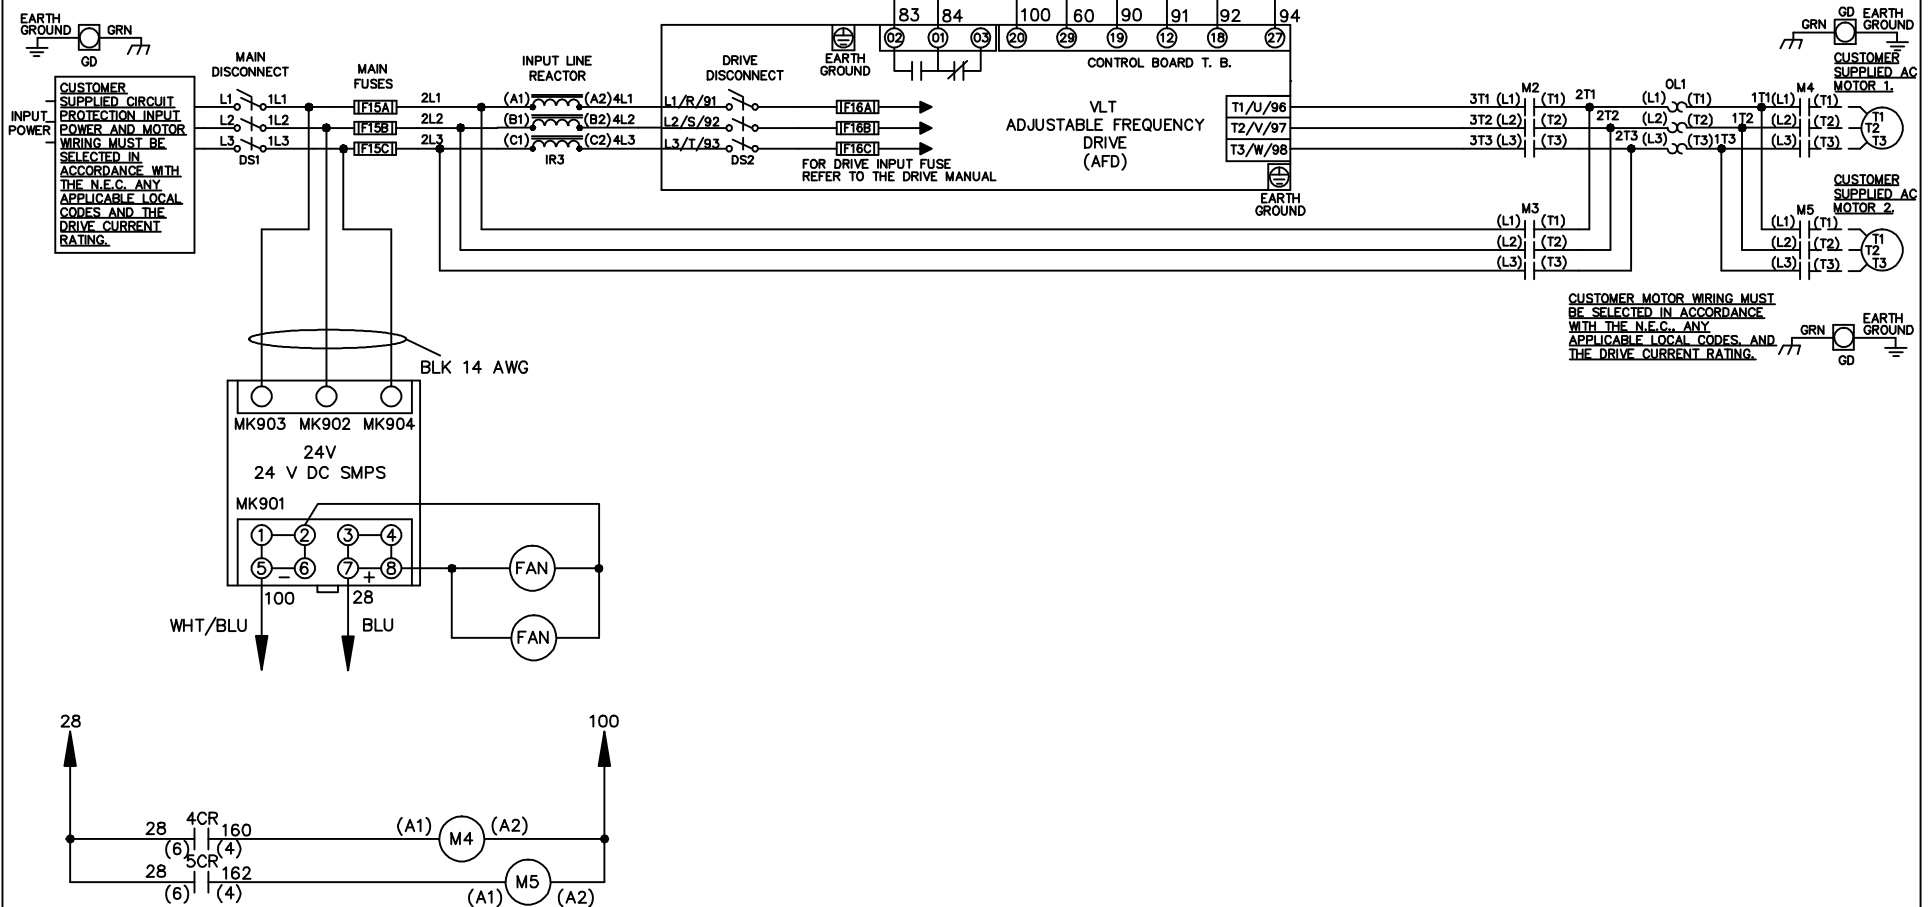 83 84 100 60 90 91 92 94
02 01 03 20 29 19 12 18 27
CONTROL BOARD T. B.
EARTH
GROUND
GRN
GD
INPUT
POWER
CUSTOMER
SUPPLIED CIRCUIT
PROTECTION INPUT
POWER AND MOTOR
WIRING MUST BE
SELECTED IN
ACCORDANCE WITH
THE N.E.C. ANY
APPLICABLE LOCAL
CODES AND THE
DRIVE CURRENT
RATING.
MAIN
DISCONNECT
L1 1L1
L2 1L2
L3 1L3
DS1
MAIN
FUSES
F15A
F15B
F15C
2L1
2L2
2L3
INPUT LINE
REACTOR
(A1) (A2) 4L1
(B1) (B2) 4L2
(C1) (C2) 4L3
IR3
L1/R/91
L2/S/92
L3/T/93
DRIVE
DISCONNECT
DS2
EARTH
GROUND
F16A
F16B
F16C
FOR DRIVE INPUT FUSE
REFER TO THE DRIVE MANUAL
VLT
ADJUSTABLE FREQUENCY
DRIVE
(AFD)
T1/U/96
T2/V/97
T3/W/98
EARTH
GROUND
M2
3T1 (L1) (T1) 2T1
3T2 (L2) (T2) 2T2
3T3 (L3) (T3) 2T3
OL1
(L1) (T1) 1T1
(L2) (T2) 1T2
(L3) (T3) 1T3
M4
(L1) (T1)
(L2) (T2)
(L3) (T3)
T1
T2
T3
GRN
GD
EARTH
GROUND
CUSTOMER
SUPPLIED AC
MOTOR 1.
M3
(L1) (T1)
(L2) (T2)
(L3) (T3)
M5
(L1) (T1)
(L2) (T2)
(L3) (T3)
T1
T2
T3
CUSTOMER
SUPPLIED AC
MOTOR 2.
CUSTOMER MOTOR WIRING MUST
BE SELECTED IN ACCORDANCE
WITH THE N.E.C., ANY
APPLICABLE LOCAL CODES, AND
THE DRIVE CURRENT RATING.
GRN
GD
EARTH
GROUND
BLK 14 AWG
MK903 MK902 MK904
24V
24 V DC SMPS
MK901
1 2 3 4
5 6 7 8
- +
100 28
WHT/BLU BLU
FAN
FAN
28 100
4CR
28 160
(6) (4)
(A1) M4 (A2)
5CR
28 162
(6) (4)
(A1) M5 (A2)